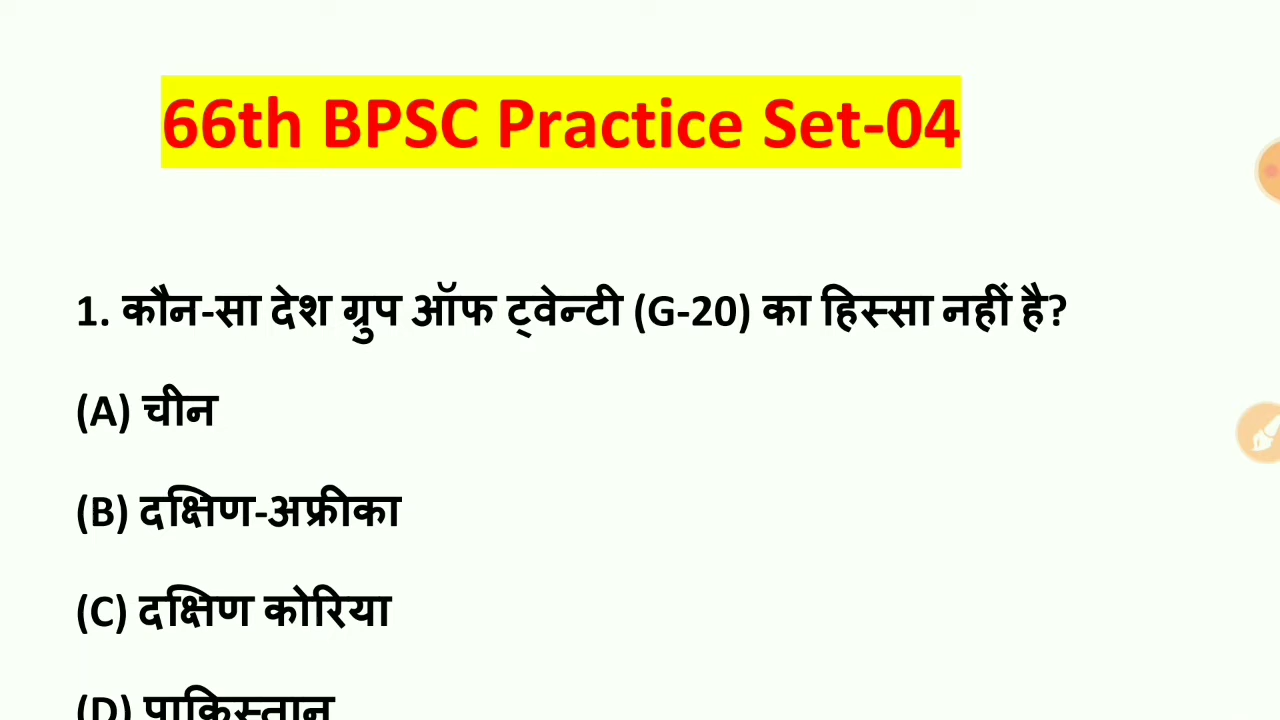 66th BPSC Practice Set-04
1. कौन-सा देश ग्रुप ऑफ ट्वेन्टी (G-20) का हिस्सा नहीं है?
(A) चीन
(B) दक्षिण-अफ्रीका
(C) दक्षिण कोरिया
(D) पाकिस्तान